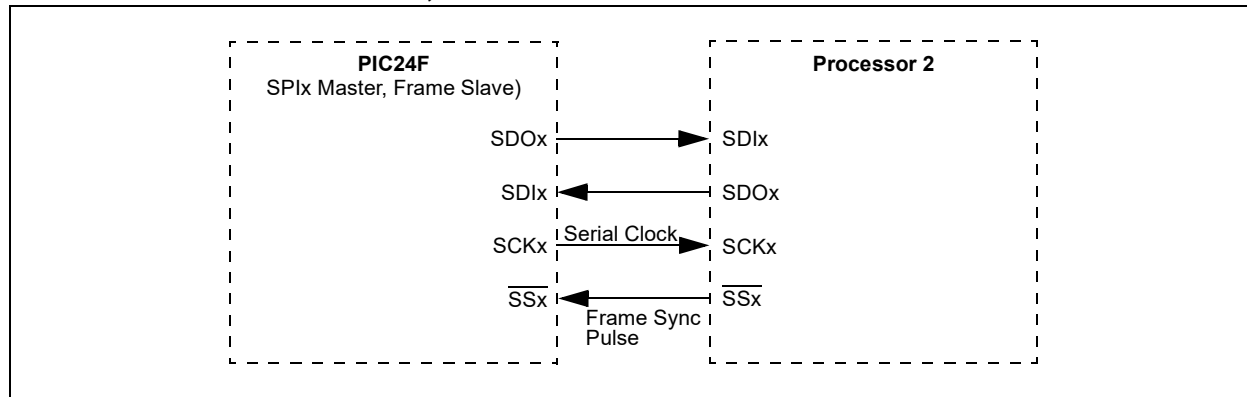 PIC24F
SPIx Master, Frame Slave)
Processor 2
SDOx
SDIx
SDIx
SDOx
SCKx
Serial Clock
SCKx
SSx
SSx
Frame Sync
Pulse